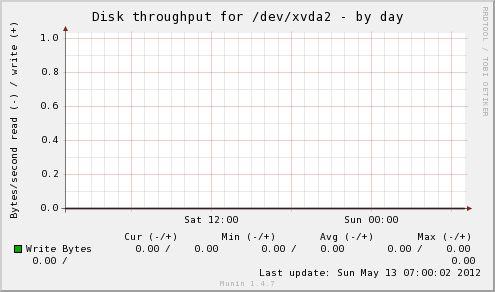 Disk throughput for /dev/xvda2 - by day
RRDTOOL / TOBI OETIKER
Bytes/second read (-) / write (+)
1.0
0.8
0.6
0.4
0.2
0.0
Sat 12:00 Sun 00:00
Cur (-/+) Min (-/+) Avg (-/+) Max (-/+)
Write Bytes 0.00 / 0.00 0.00 / 0.00 0.00 / 0.00
0.00 / 0.00
Last update: Sun May 13 07:00:02 2012
Munin 1.4.7